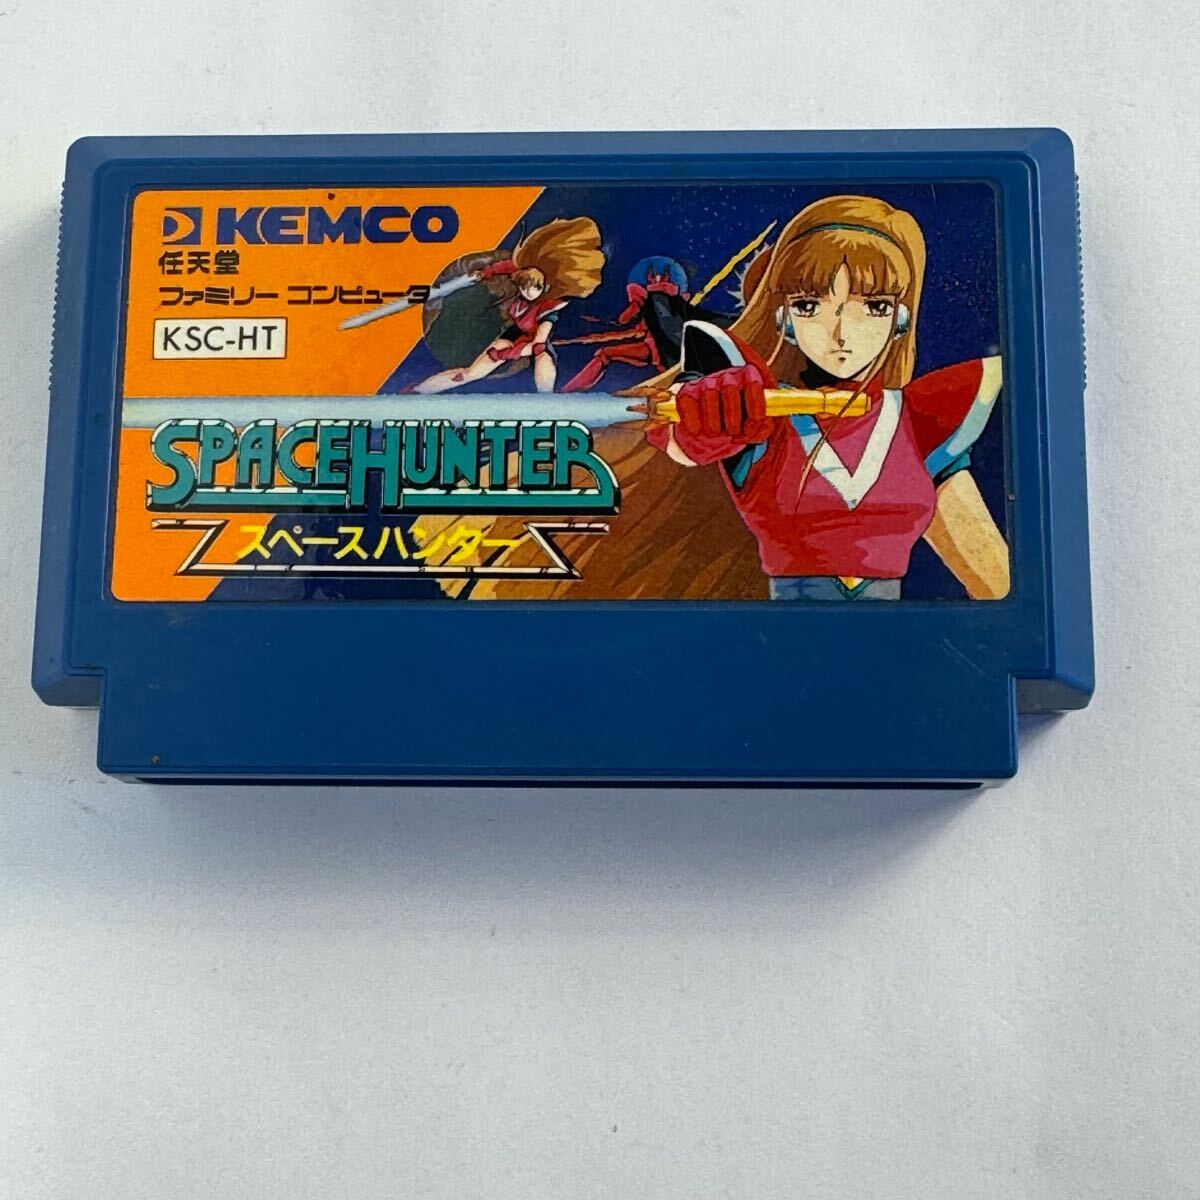 KEMCO
任天堂
ファミリー コンピュータ
KSC-HT
SPACE HUNTER
スペースハンター